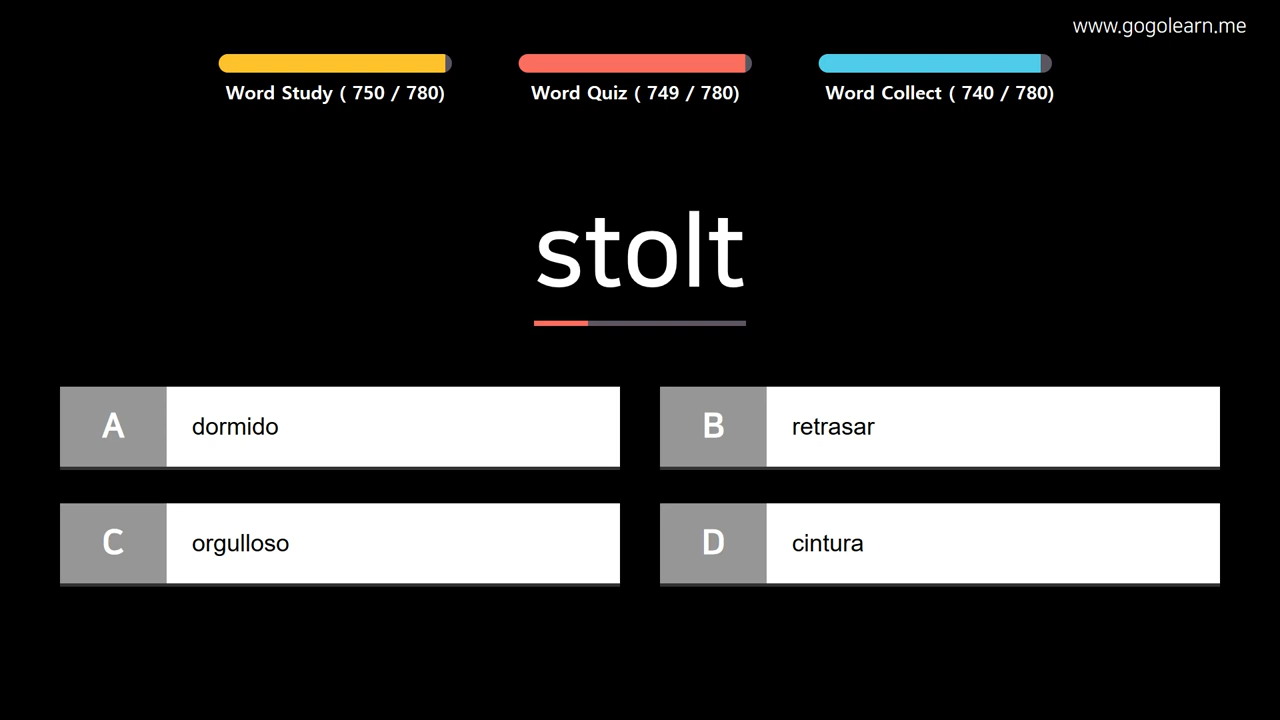 www.gogolearn.me
Word Study ( 750 / 780)
Word Quiz ( 749 / 780)
Word Collect ( 740 / 780)
stolt
A dormido
B retrasar
C orgulloso
D cintura